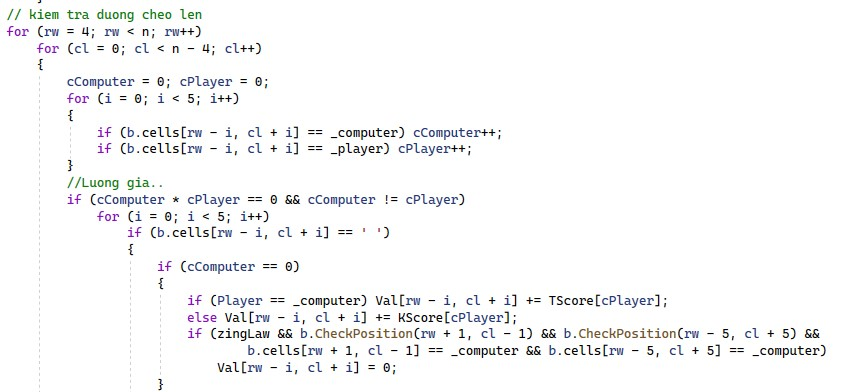 // kiem tra duong cheo len
for (rw = 4; rw < n; rw++)
for (cl = 0; cl < n - 4; cl++)
{
cComputer = 0; cPlayer = 0;
for (i = 0; i < 5; i++)
{
if (b.cells[rw - i, cl + i] == _computer) cComputer++;
if (b.cells[rw - i, cl + i] == _player) cPlayer++;
}
//Luong gia..
if (cComputer * cPlayer == 0 && cComputer != cPlayer)
for (i = 0; i < 5; i++)
if (b.cells[rw - i, cl + i] == ' ')
{
if (cComputer == 0)
{
if (Player == _computer) Val[rw - i, cl + i] += TScore[cPlayer];
else Val[rw - i, cl + i] += KScore[cPlayer];
if (zingLaw && b.CheckPosition(rw + 1, cl - 1) && b.CheckPosition(rw - 5, cl + 5) &&
b.cells[rw + 1, cl - 1] == _computer && b.cells[rw - 5, cl + 5] == _computer)
Val[rw - i, cl + i] = 0;
}